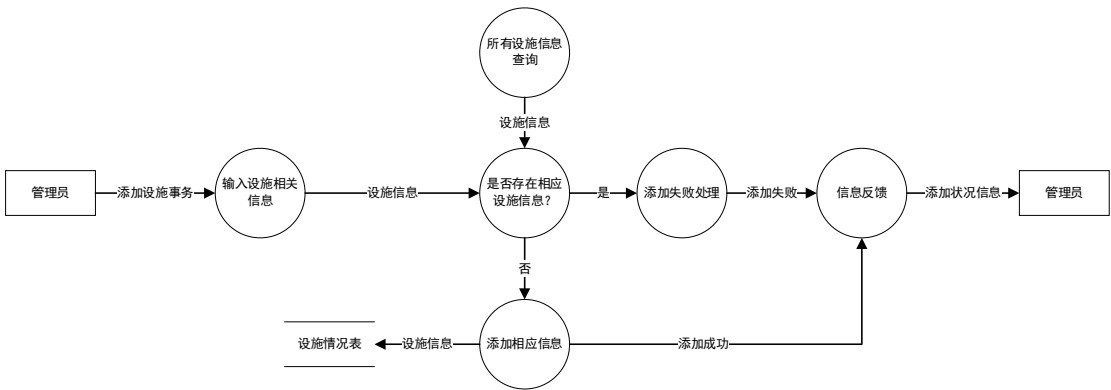 所有设施信息
查询
设施信息
管理员
添加设施事务
输入设施相关
信息
设施信息
是否存在相应
设施信息?
是
添加失败处理
添加失败
信息反馈
添加状况信息
管理员
否
设施情况表
设施信息
添加相应信息
添加成功